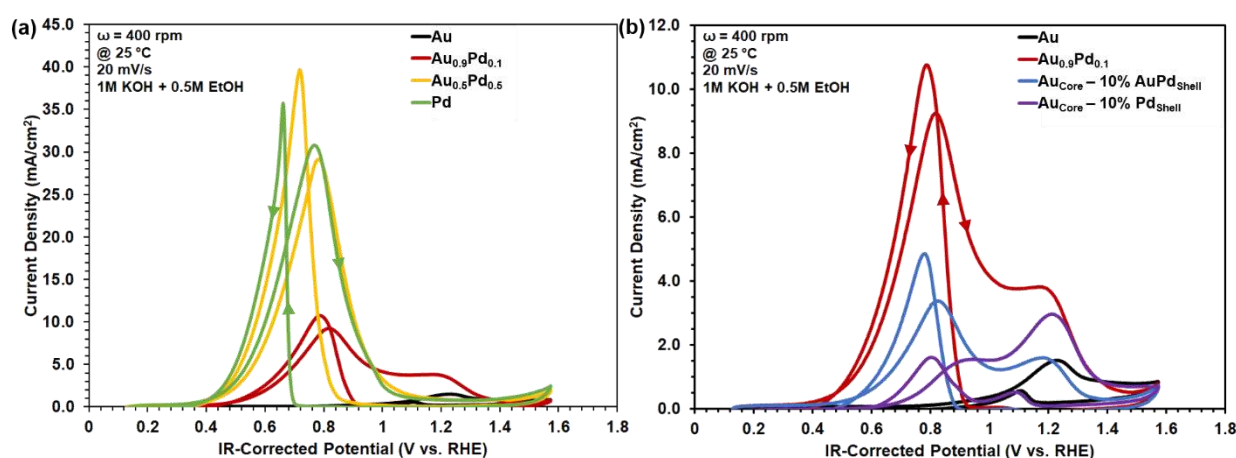 (a)
ω = 400 rpm
@ 25 °C
20 mV/s
1M KOH + 0.5M EtOH
Au
Au0.9Pd0.1
Au0.5Pd0.5
Pd
Current Density (mA/cm²)
45.0
40.0
35.0
30.0
25.0
20.0
15.0
10.0
5.0
0.0
0 0.2 0.4 0.6 0.8 1 1.2 1.4 1.6 1.8
IR-Corrected Potential (V vs. RHE)
(b)
ω = 400 rpm
@ 25 °C
20 mV/s
1M KOH + 0.5M EtOH
Au
Au0.9Pd0.1
AuCore – 10% AuPdShell
AuCore – 10% PdShell
Current Density (mA/cm²)
12.0
10.0
8.0
6.0
4.0
2.0
0.0
0 0.2 0.4 0.6 0.8 1 1.2 1.4 1.6 1.8
IR-Corrected Potential (V vs. RHE)